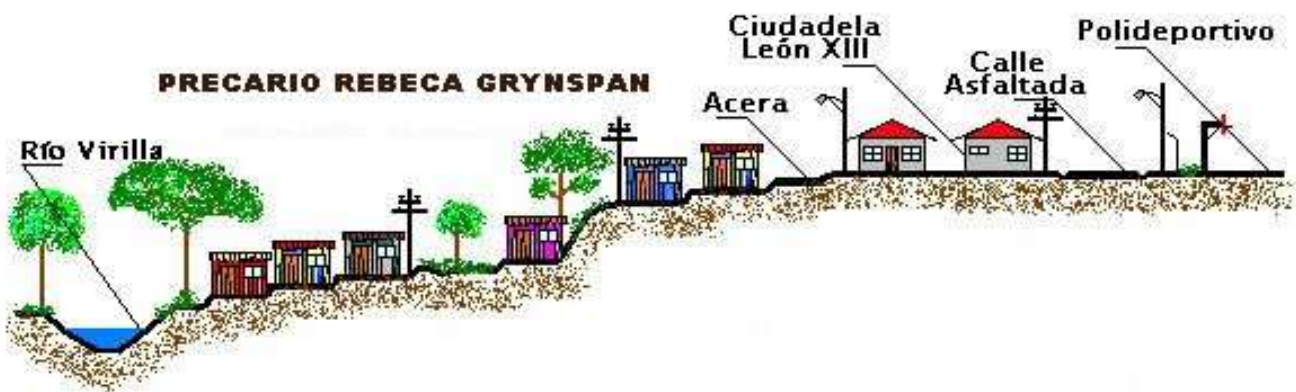 Ciudadela
León XIII
Polideportivo
Calle
Asfaltada
PRECARIO REBECA GRYNSPAN
Acera
Río Virilla